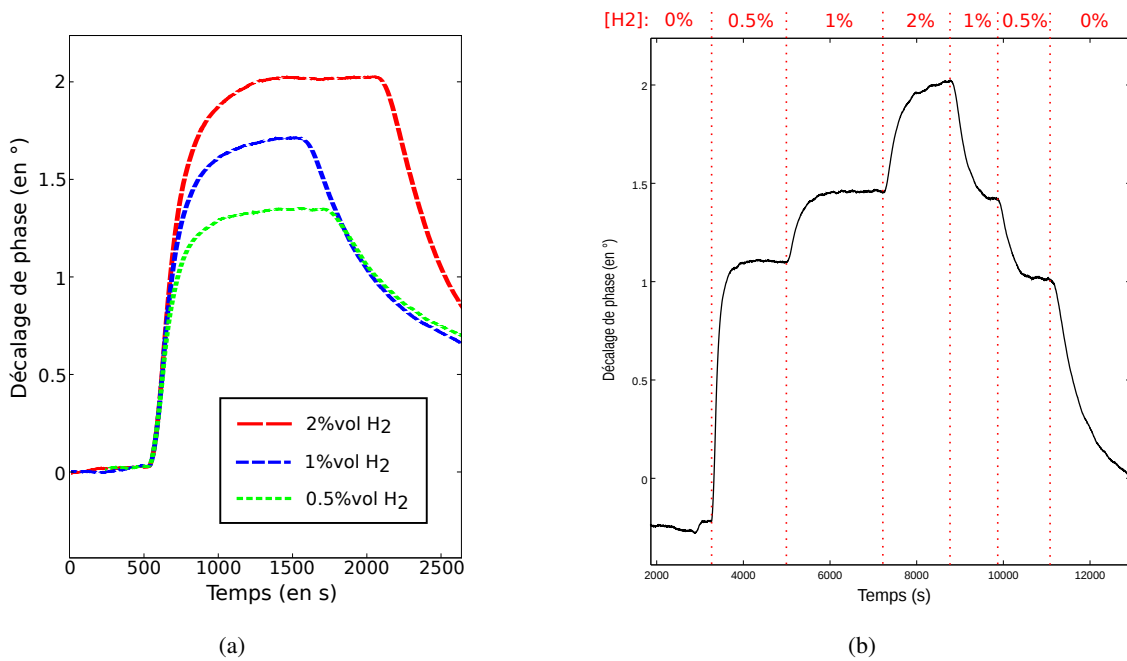 2
1.5
1
0.5
0
Décalage de phase (en °)
2%vol H2
1%vol H2
0.5%vol H2
0 500 1000 1500 2000 2500
Temps (en s)
(a)
[H2]: 0% 0.5% 1% 2% 1% 0.5% 0%
2
1.5
1
0.5
0
Décalage de phase (en °)
2000 4000 6000 8000 10000 12000
Temps (s)
(b)